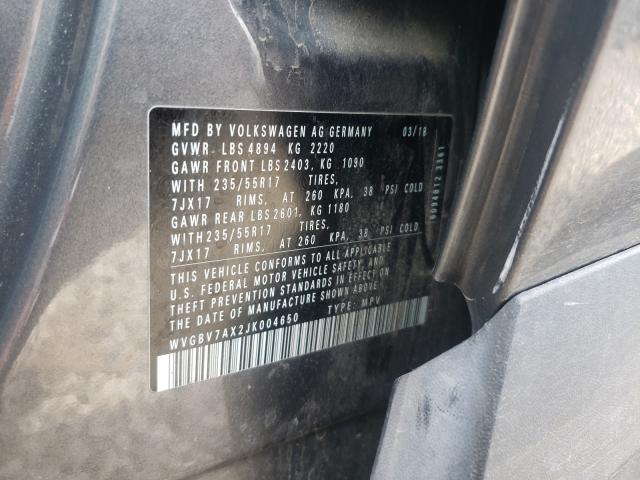 MFD BY VOLKSWAGEN AG GERMANY 03/18
GVWR. LBS 4894 KG 2220
GAWR FRONT LBS 2403, KG 1090
WITH 235/55R17 TIRES,
7JX17 RIMS, AT 260 KPA, 38 PSI COLD
GAWR REAR LBS 2601, KG 1180
WITH 235/55R17 TIRES,
7JX17 RIMS, AT 260 KPA, 38 PSI COLD
THIS VEHICLE CONFORMS TO ALL APPLICABLE
U.S. FEDERAL MOTOR VEHICLE SAFETY, AND
THEFT PREVENTION STANDARDS IN EFFECT ON
THE DATE OF MANUFACTURE SHOWN ABOVE.
WVGBV7AX2JK004650 TYPE: MPV
6094812 3361